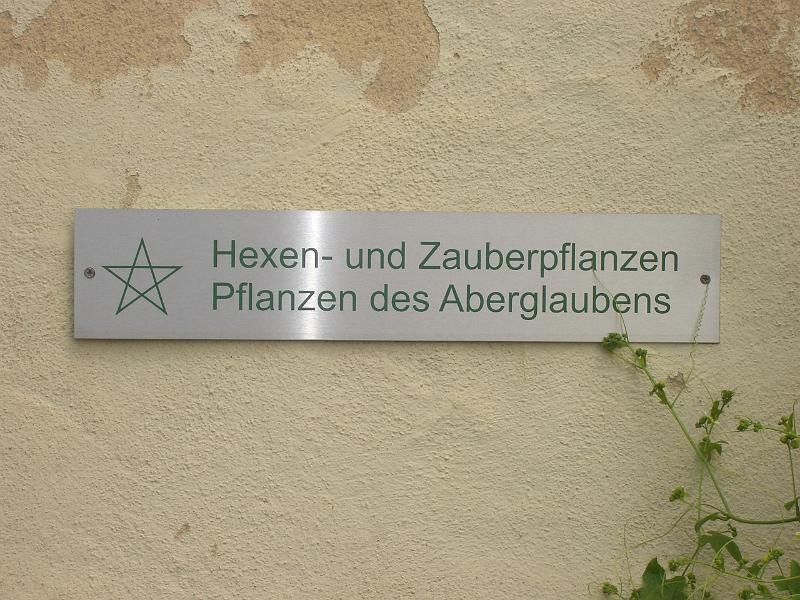 Hexen- und Zauberpflanzen
Pflanzen des Aberglaubens